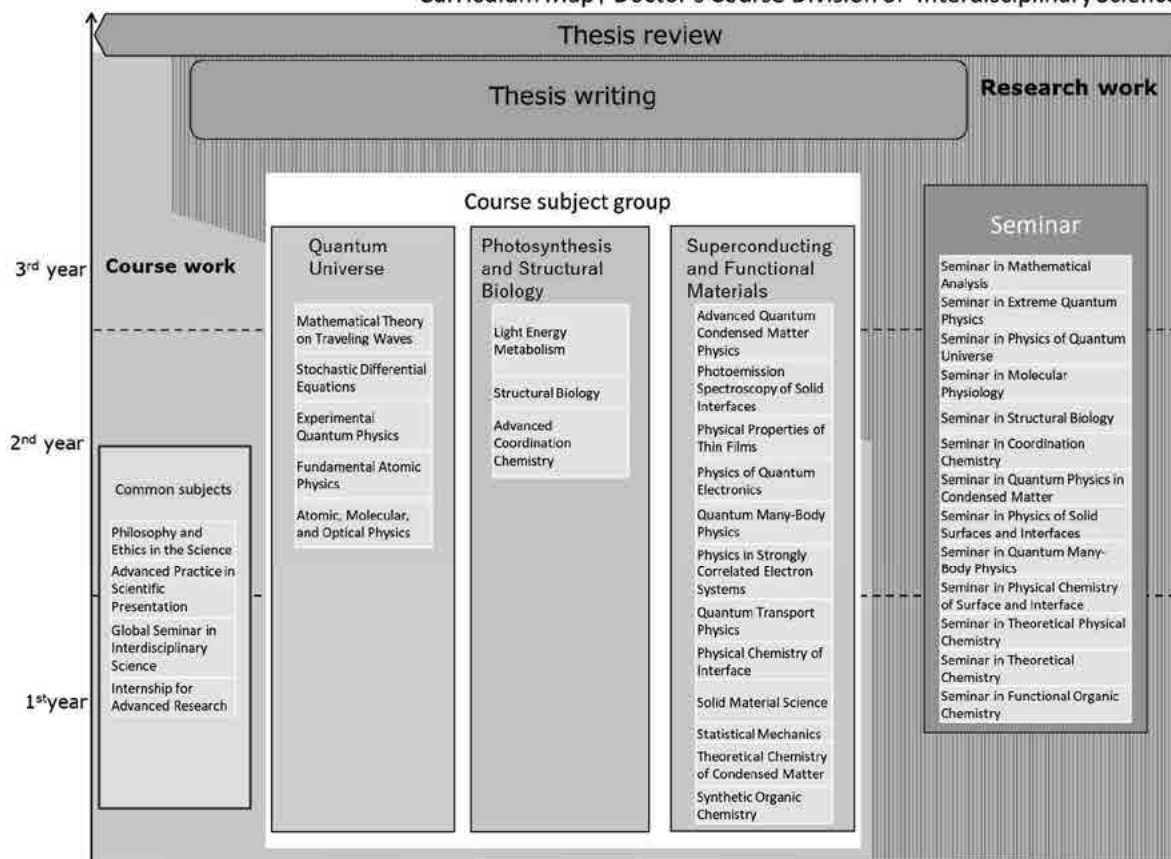 Curriculum Map / Doctor's Course Division of Interdisciplinary Science
Thesis review
Thesis writing
Research work
Course subject group
3rd year
Course work
2nd year
1st year
Common subjects
Philosophy and
Ethics in the Science
Advanced Practice in
Scientific
Presentation
Global Seminar in
Interdisciplinary
Science
Internship for
Advanced Research
Quantum
Universe
Mathematical Theory
on Traveling Waves
Stochastic Differential
Equations
Experimental
Quantum Physics
Fundamental Atomic
Physics
Atomic, Molecular,
and Optical Physics
Photosynthesis
and Structural
Biology
Light Energy
Metabolism
Structural Biology
Advanced
Coordination
Chemistry
Superconducting
and Functional
Materials
Advanced Quantum
Condensed Matter
Physics
Photoemission
Spectroscopy of Solid
Interfaces
Physical Properties of
Thin Films
Physics of Quantum
Electronics
Quantum Many-Body
Physics
Physics in Strongly
Correlated Electron
Systems
Quantum Transport
Physics
Physical Chemistry of
Interface
Solid Material Science
Statistical Mechanics
Theoretical Chemistry
of Condensed Matter
Synthetic Organic
Chemistry
Seminar
Seminar in Mathematical
Analysis
Seminar in Extreme Quantum
Physics
Seminar in Physics of Quantum
Universe
Seminar in Molecular
Physiology
Seminar in Structural Biology
Seminar in Coordination
Chemistry
Seminar in Quantum Physics in
Condensed Matter
Seminar in Physics of Solid
Surfaces and Interfaces
Seminar in Quantum Many-
Body Physics
Seminar in Physical Chemistry
of Surface and Interface
Seminar in Theoretical Physical
Chemistry
Seminar in Theoretical
Chemistry
Seminar in Functional Organic
Chemistry